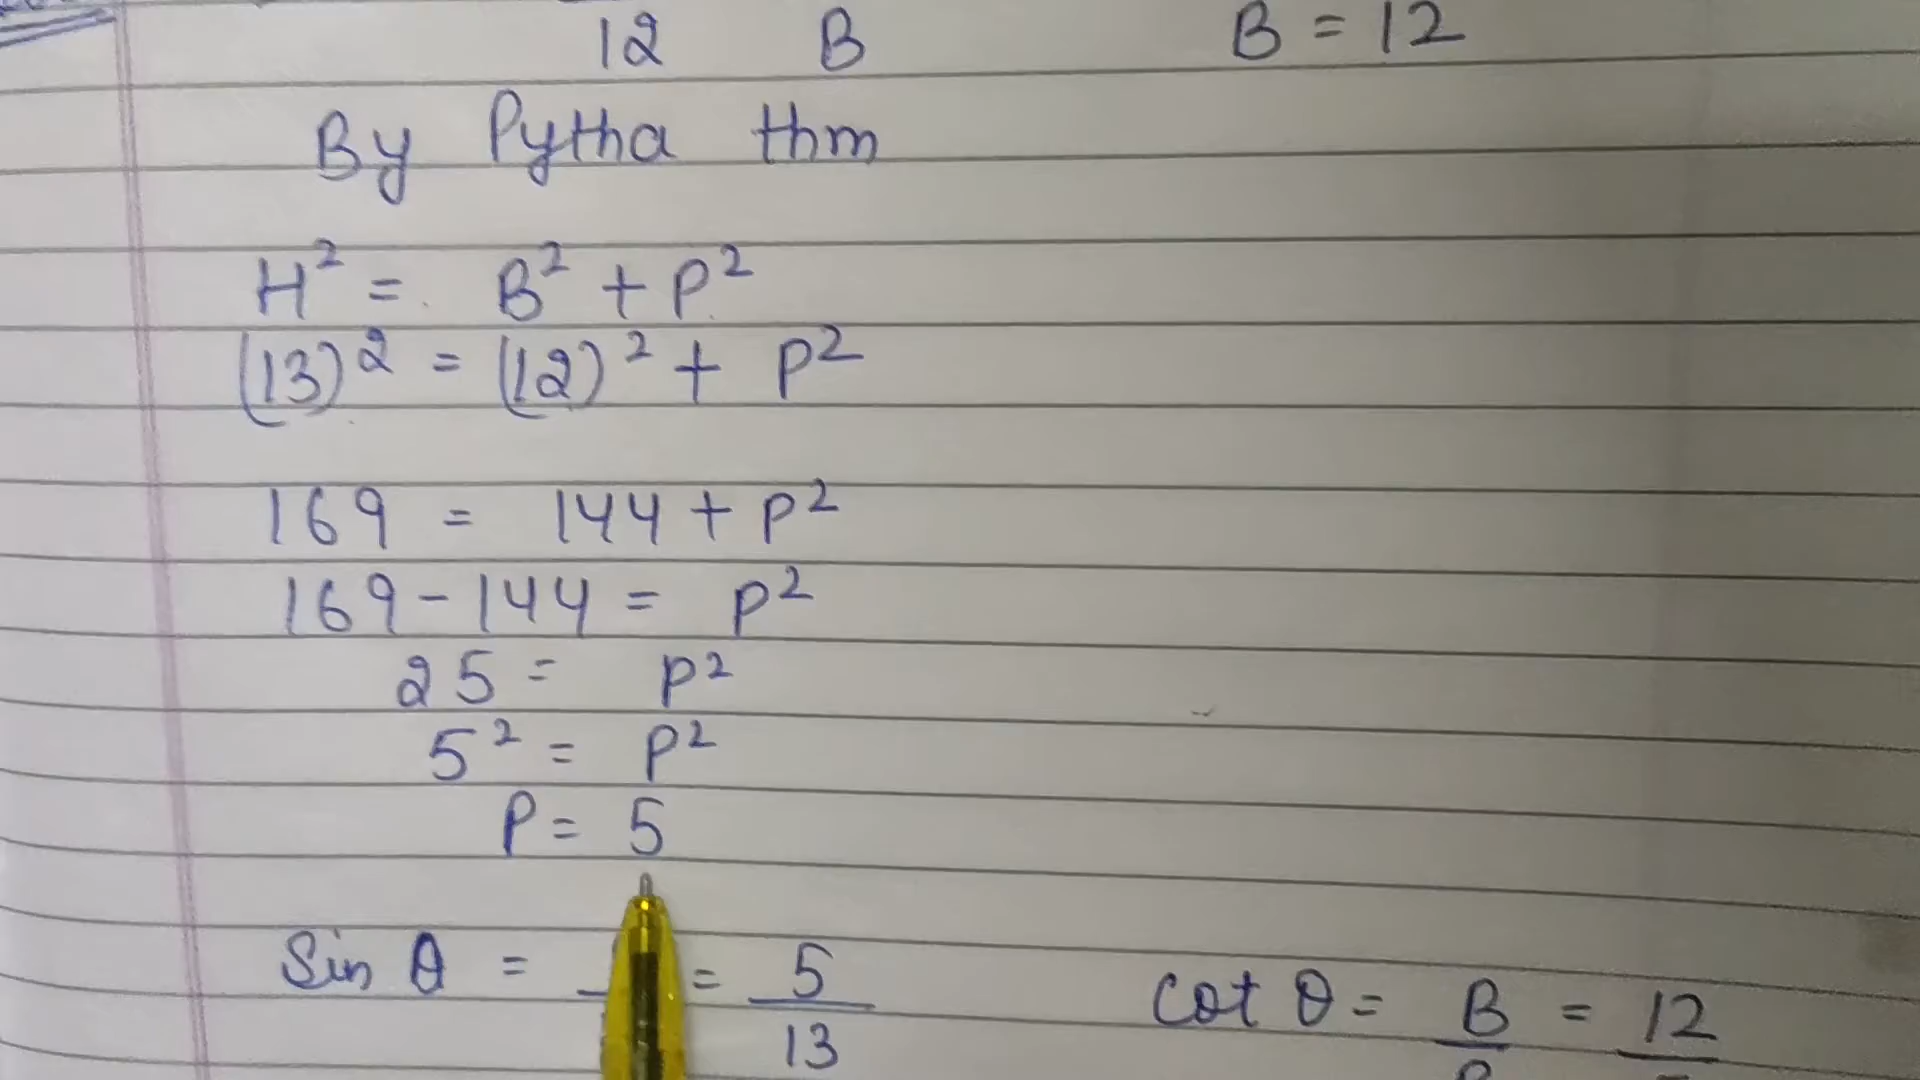 12 B B = 12
By Pytha thm
H² = B² + P²
(13)² = (12)² + P²
169 = 144 + P²
169 - 144 = P²
25 = P²
5² = P²
P = 5
Sin θ = = 5/13 Cot θ = B = 12